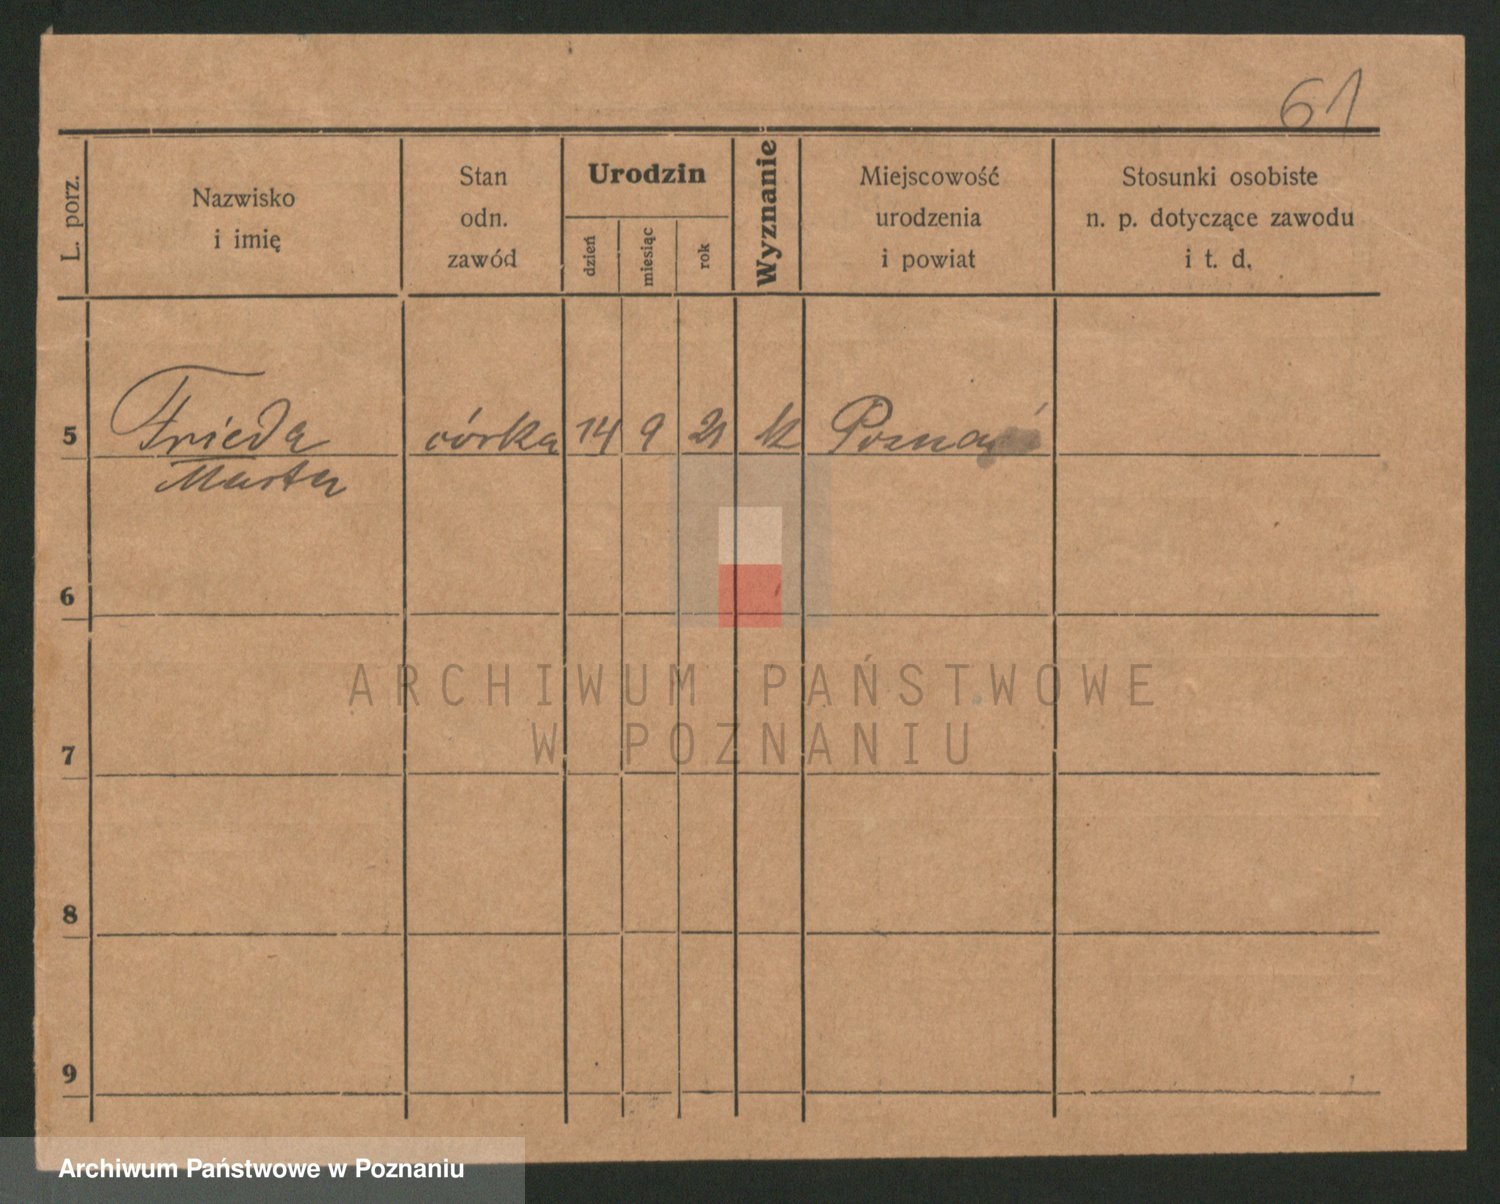 61
L. porz.
Nazwisko
i imię
Stan
odn.
zawód
Urodzin
dzień
miesiąc
rok
Wyznanie
Miejscowość
urodzenia
i powiat
Stosunki osobiste
n. p. dotyczące zawodu
i t. d.
5 Frieda córka 14 9 21 k Poznań
Marta
6
7
8
9
ARCHIWUM PAŃSTWOWE
W POZNANIU
Archiwum Państwowe w Poznaniu